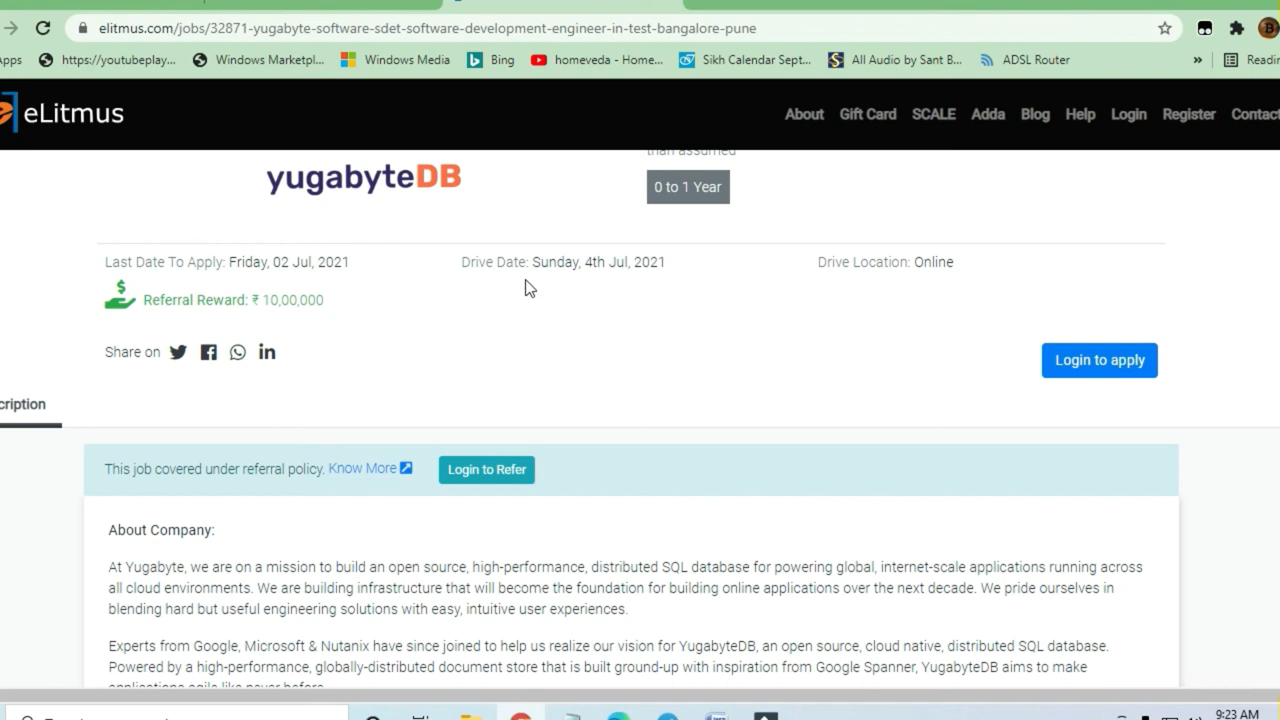 elitmus.com/jobs/32871-yugabyte-software-sdet-software-development-engineer-in-test-bangalore-pune
pps https://youtubeplay... Windows Marketpl... Windows Media Bing homeveda - Home... Sikh Calendar Sept... All Audio by Sant B... ADSL Router » Readin
eLitmus About Gift Card SCALE Adda Blog Help Login Register Contact
than assumed
yugabyteDB
0 to 1 Year
Last Date To Apply: Friday, 02 Jul, 2021 Drive Date: Sunday, 4th Jul, 2021 Drive Location: Online
$
Referral Reward: ₹ 10,00,000
Share on
Login to apply
cription
This job covered under referral policy. Know More Login to Refer
About Company:
At Yugabyte, we are on a mission to build an open source, high-performance, distributed SQL database for powering global, internet-scale applications running across
all cloud environments. We are building infrastructure that will become the foundation for building online applications over the next decade. We pride ourselves in
blending hard but useful engineering solutions with easy, intuitive user experiences.
Experts from Google, Microsoft & Nutanix have since joined to help us realize our vision for YugabyteDB, an open source, cloud native, distributed SQL database.
Powered by a high-performance, globally-distributed document store that is built ground-up with inspiration from Google Spanner, YugabyteDB aims to make
applications agile like never before.
9:23 AM